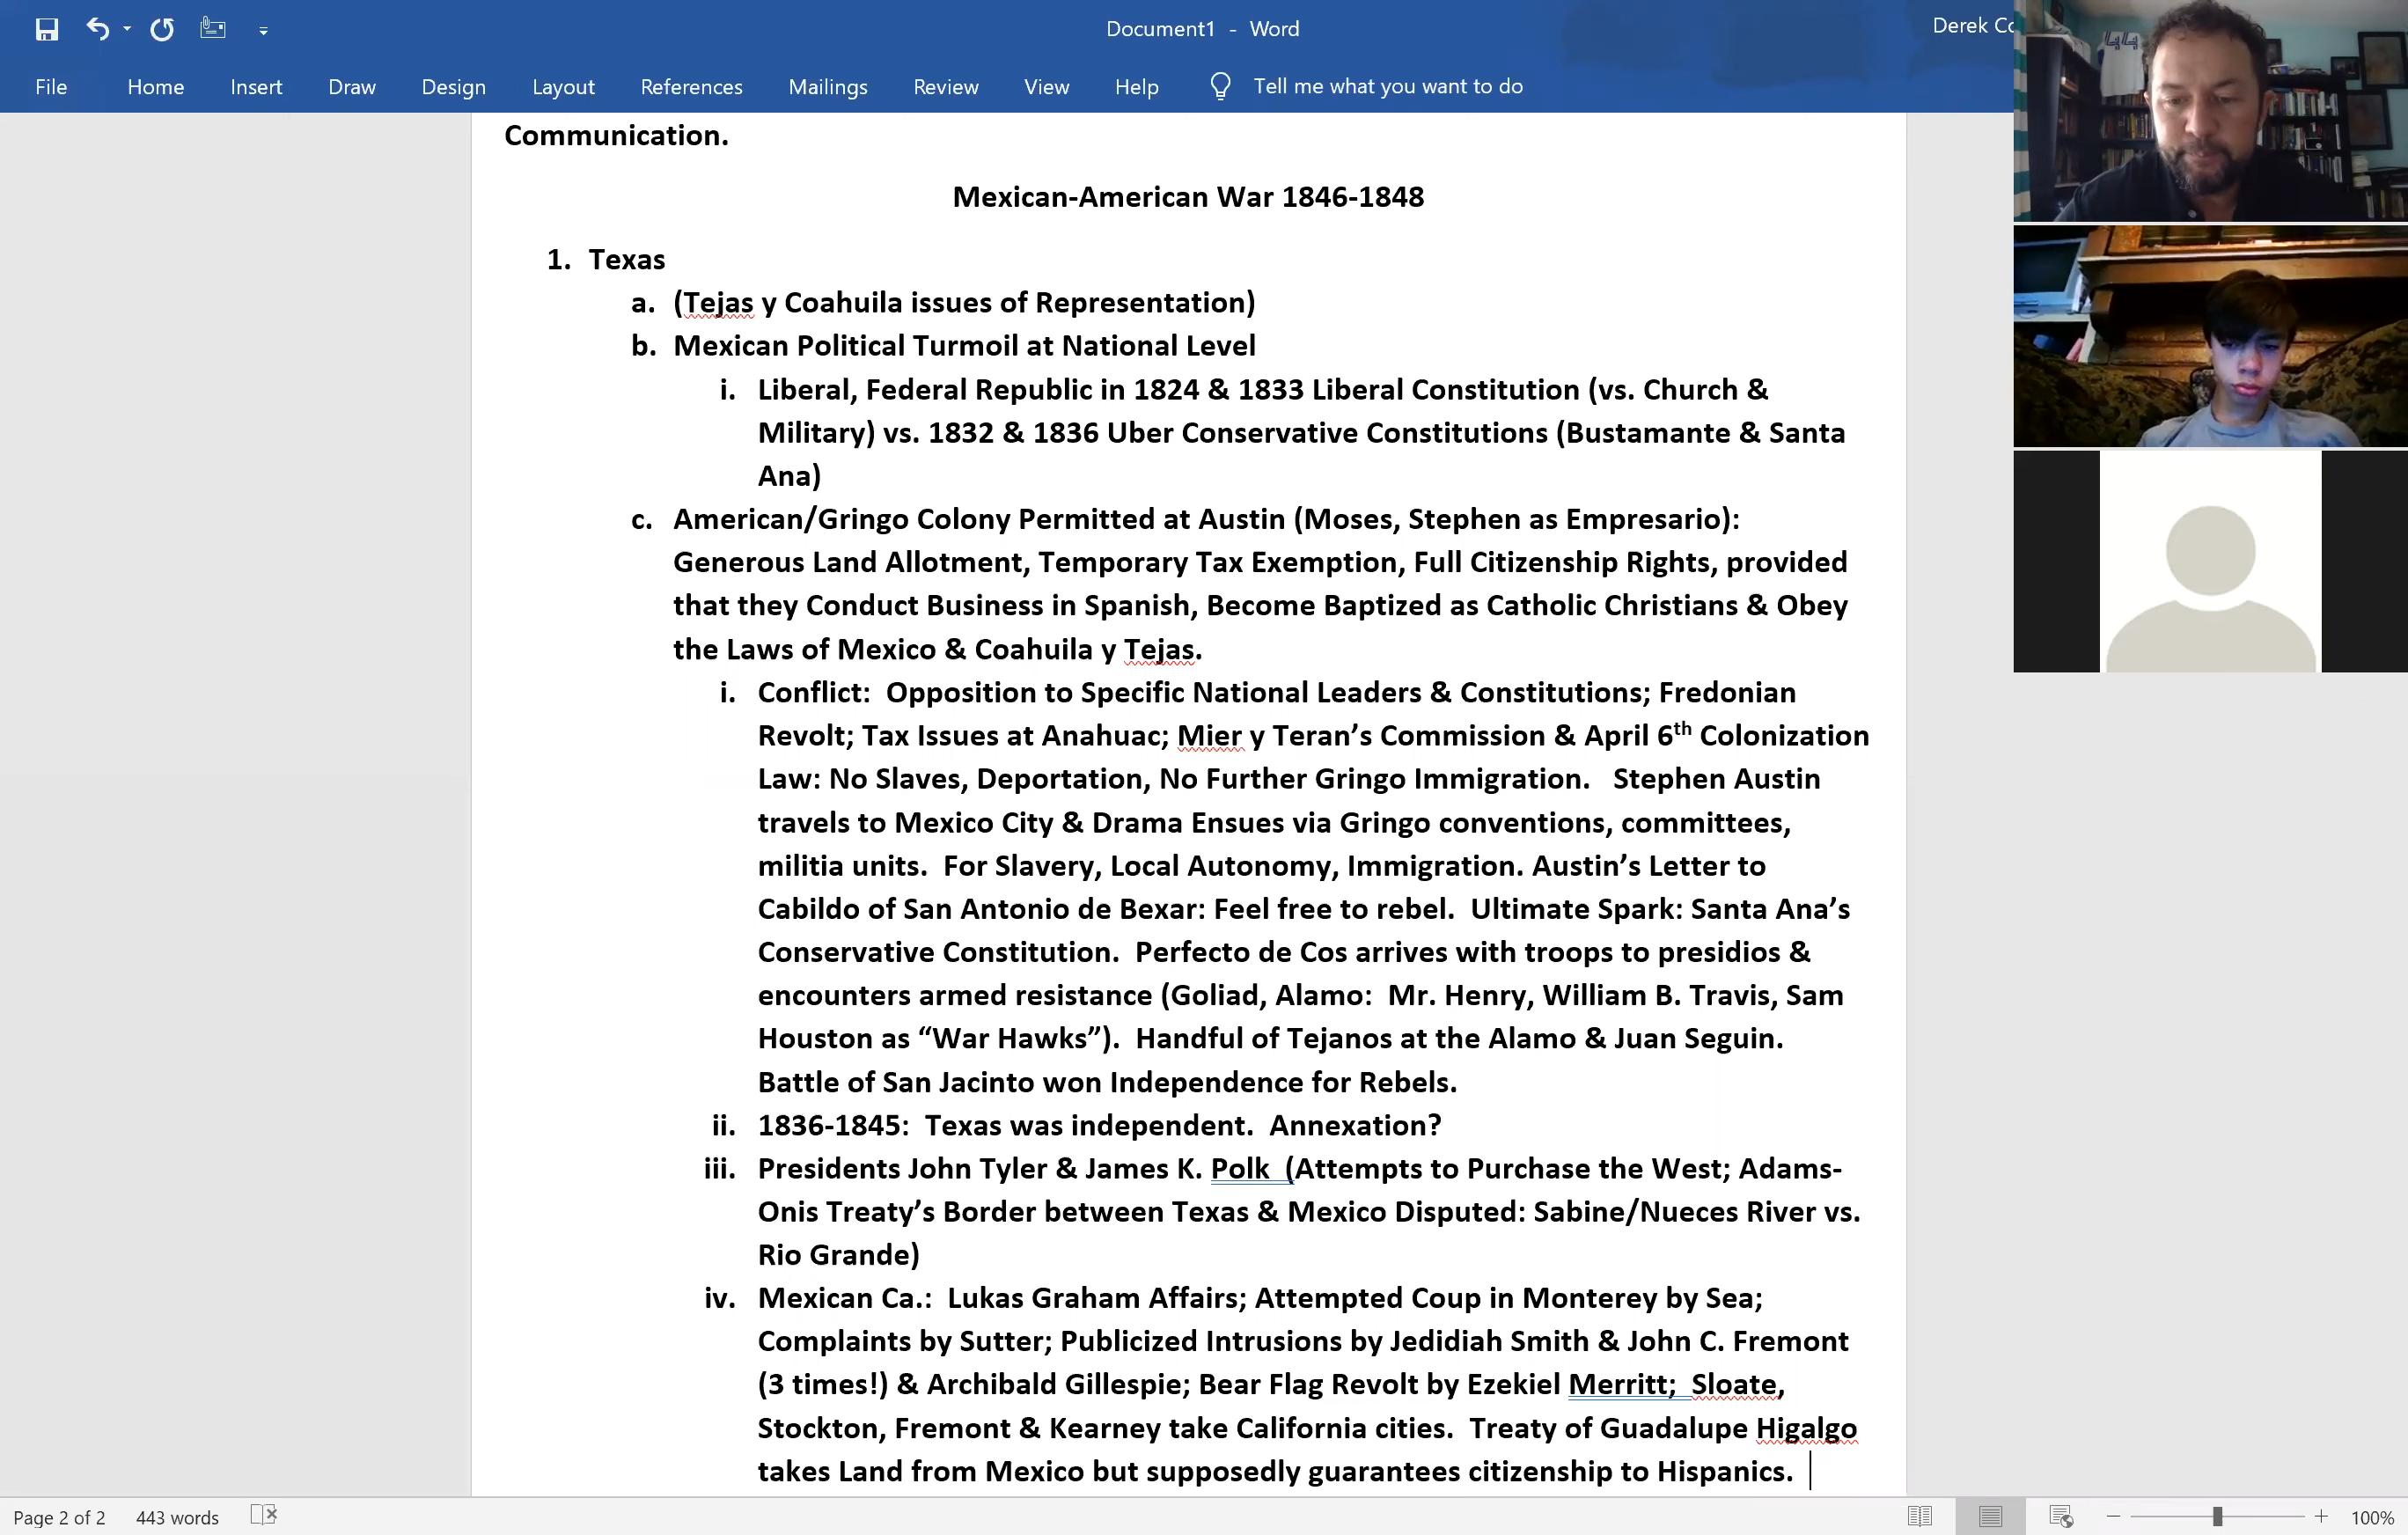 Document1 - Word
Derek Co
File Home Insert Draw Design Layout References Mailings Review View Help Tell me what you want to do
44
Communication.
Mexican-American War 1846-1848
1. Texas
a. (Tejas y Coahuila issues of Representation)
b. Mexican Political Turmoil at National Level
i. Liberal, Federal Republic in 1824 & 1833 Liberal Constitution (vs. Church &
Military) vs. 1832 & 1836 Uber Conservative Constitutions (Bustamante & Santa
Ana)
c. American/Gringo Colony Permitted at Austin (Moses, Stephen as Empresario):
Generous Land Allotment, Temporary Tax Exemption, Full Citizenship Rights, provided
that they Conduct Business in Spanish, Become Baptized as Catholic Christians & Obey
the Laws of Mexico & Coahuila y Tejas.
i. Conflict:  Opposition to Specific National Leaders & Constitutions; Fredonian
Revolt; Tax Issues at Anahuac; Mier y Teran’s Commission & April 6th Colonization
Law: No Slaves, Deportation, No Further Gringo Immigration.   Stephen Austin
travels to Mexico City & Drama Ensues via Gringo conventions, committees,
militia units.  For Slavery, Local Autonomy, Immigration. Austin’s Letter to
Cabildo of San Antonio de Bexar: Feel free to rebel.  Ultimate Spark: Santa Ana’s
Conservative Constitution.  Perfecto de Cos arrives with troops to presidios &
encounters armed resistance (Goliad, Alamo:  Mr. Henry, William B. Travis, Sam
Houston as “War Hawks”).  Handful of Tejanos at the Alamo & Juan Seguin.
Battle of San Jacinto won Independence for Rebels.
ii. 1836-1845:  Texas was independent.  Annexation?
iii. Presidents John Tyler & James K. Polk  (Attempts to Purchase the West; Adams-
Onis Treaty’s Border between Texas & Mexico Disputed: Sabine/Nueces River vs.
Rio Grande)
iv. Mexican Ca.:  Lukas Graham Affairs; Attempted Coup in Monterey by Sea;
Complaints by Sutter; Publicized Intrusions by Jedidiah Smith & John C. Fremont
(3 times!) & Archibald Gillespie; Bear Flag Revolt by Ezekiel Merritt;  Sloate,
Stockton, Fremont & Kearney take California cities.  Treaty of Guadalupe Higalgo
takes Land from Mexico but supposedly guarantees citizenship to Hispanics.
Page 2 of 2 443 words 100%